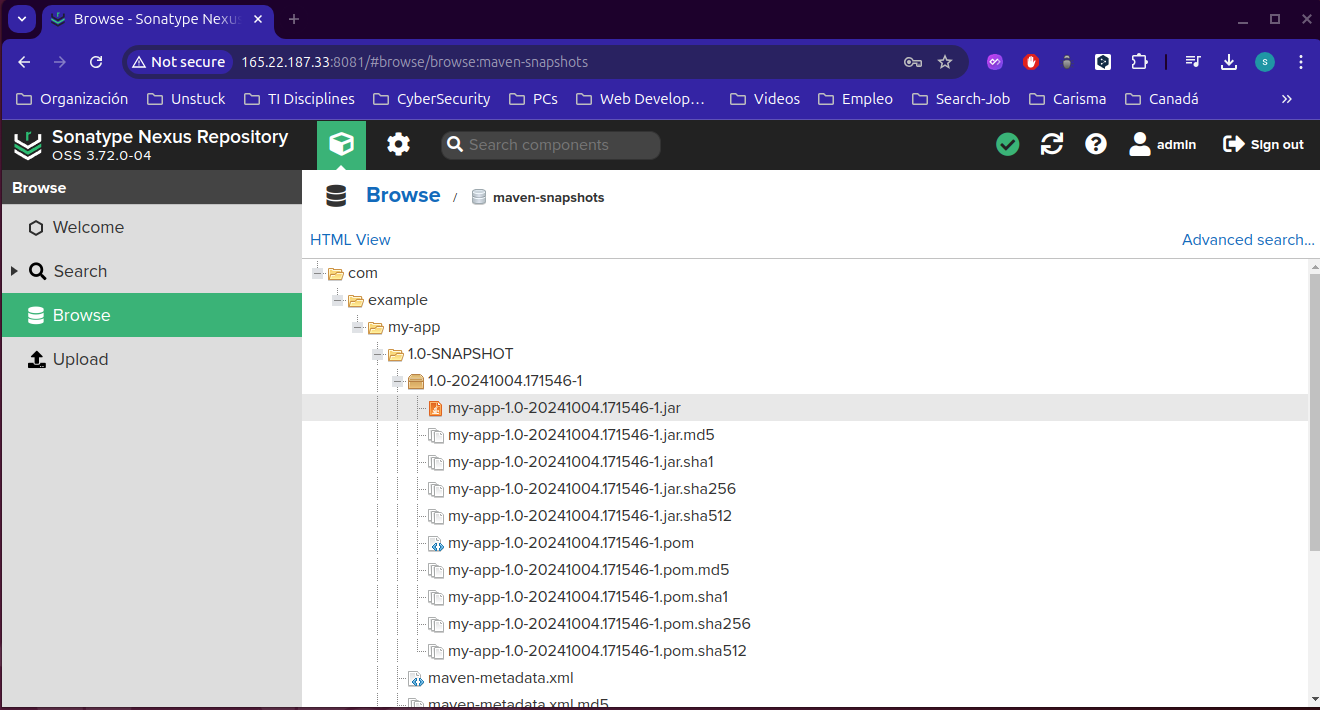 Browse - Sonatype Nexus
Not secure 165.22.187.33:8081/#browse/browse:maven-snapshots
S
Organización Unstuck TI Disciplines CyberSecurity PCs Web Develop... Videos Empleo Search-Job Carisma Canadá »
Sonatype Nexus Repository
OSS 3.72.0-04
Search components
admin Sign out
Browse
Welcome
Search
Browse
Upload
Browse / maven-snapshots
HTML View Advanced search...
com
example
my-app
1.0-SNAPSHOT
1.0-20241004.171546-1
my-app-1.0-20241004.171546-1.jar
my-app-1.0-20241004.171546-1.jar.md5
my-app-1.0-20241004.171546-1.jar.sha1
my-app-1.0-20241004.171546-1.jar.sha256
my-app-1.0-20241004.171546-1.jar.sha512
my-app-1.0-20241004.171546-1.pom
my-app-1.0-20241004.171546-1.pom.md5
my-app-1.0-20241004.171546-1.pom.sha1
my-app-1.0-20241004.171546-1.pom.sha256
my-app-1.0-20241004.171546-1.pom.sha512
maven-metadata.xml
maven-metadata.xml.md5